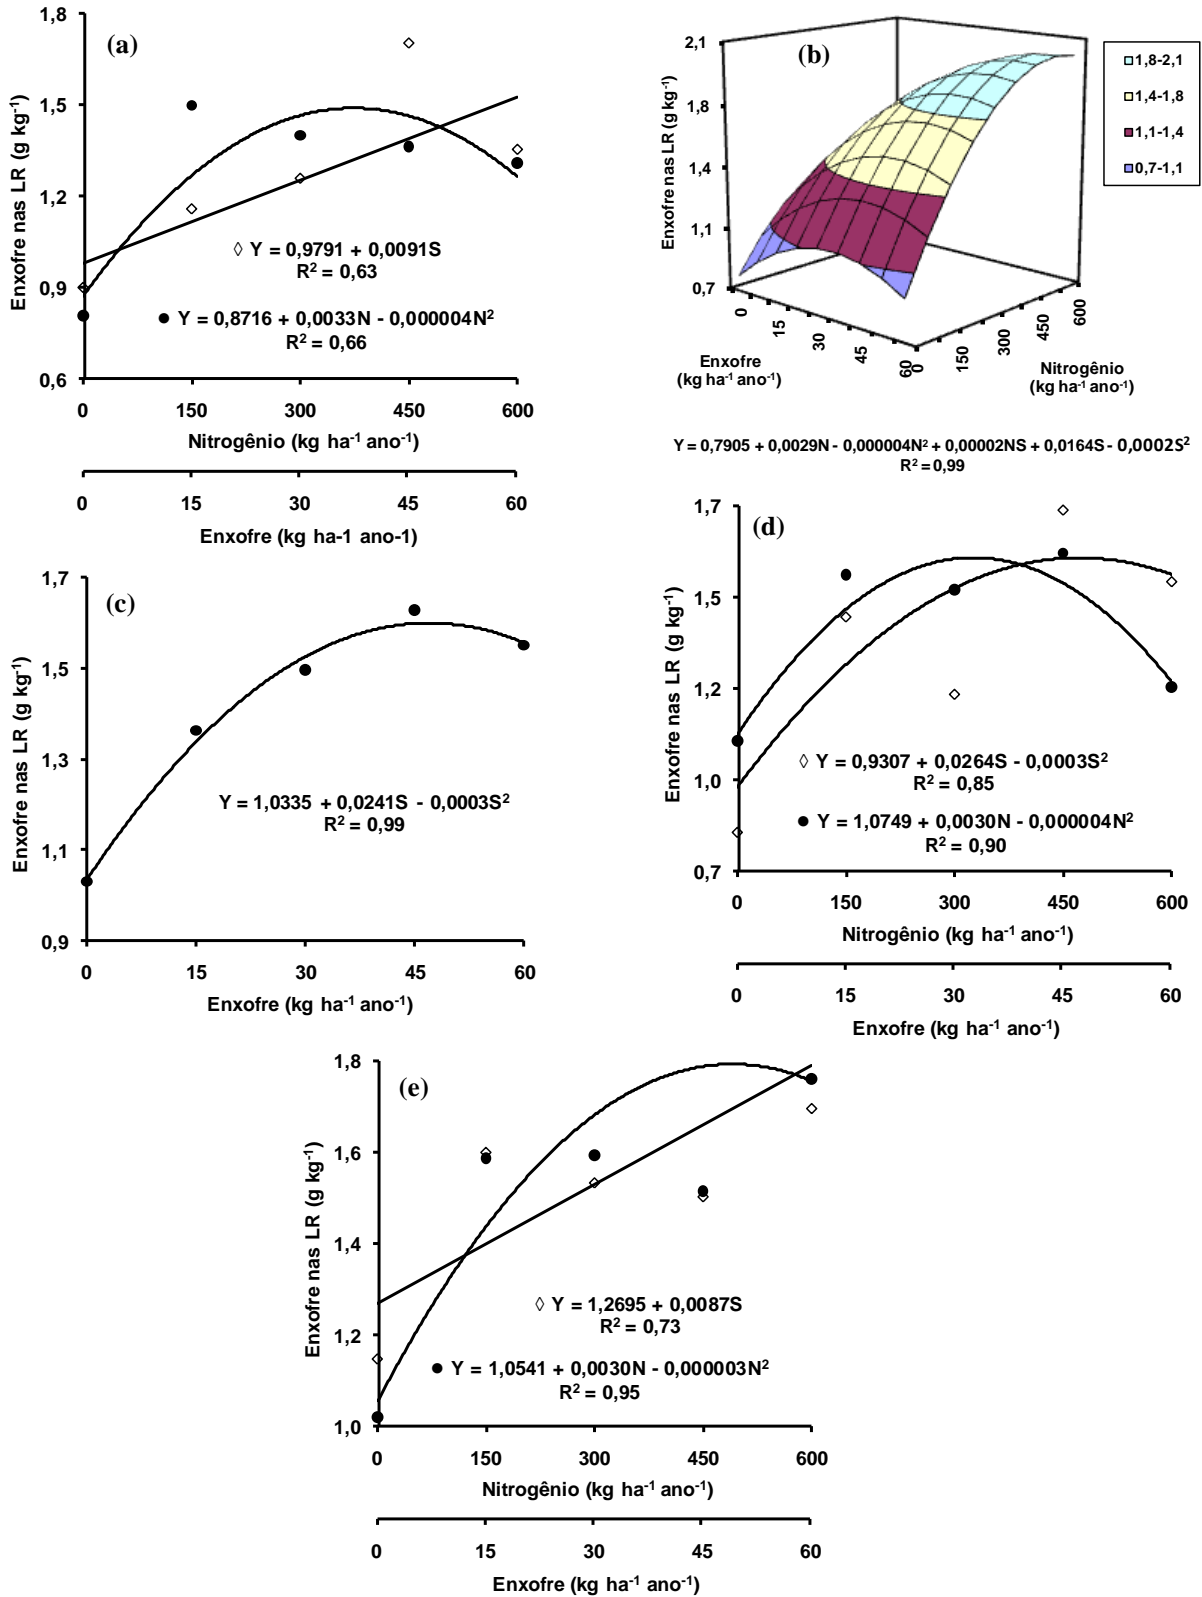 (a)
Enxofre nas LR (g kg-1)
1,8
1,5
1,2
0,9
0,6
◇ Y = 0,9791 + 0,0091S
R2 = 0,63
● Y = 0,8716 + 0,0033N - 0,000004N2
R2 = 0,66
0 150 300 450 600
Nitrogênio (kg ha-1 ano-1)
0 15 30 45 60
Enxofre (kg ha-1 ano-1)
(b)
Enxofre nas LR (g kg-1)
2,1
1,8
1,4
1,1
0,7
1,8-2,1
1,4-1,8
1,1-1,4
0,7-1,1
0 15 30 45 60
Enxofre
(kg ha-1 ano-1)
0 150 300 450 600
Nitrogênio
(kg ha-1 ano-1)
Y = 0,7905 + 0,0029N - 0,000004N2 + 0,00002NS + 0,0164S - 0,0002S2
R2 = 0,99
(c)
Enxofre nas LR (g kg-1)
1,7
1,5
1,3
1,1
0,9
Y = 1,0335 + 0,0241S - 0,0003S2
R2 = 0,99
0 15 30 45 60
Enxofre (kg ha-1 ano-1)
(d)
Enxofre nas LR (g kg-1)
1,7
1,5
1,2
1,0
0,7
◇ Y = 0,9307 + 0,0264S - 0,0003S2
R2 = 0,85
● Y = 1,0749 + 0,0030N - 0,000004N2
R2 = 0,90
0 150 300 450 600
Nitrogênio (kg ha-1 ano-1)
0 15 30 45 60
Enxofre (kg ha-1 ano-1)
(e)
Enxofre nas LR (g kg-1)
1,8
1,6
1,4
1,2
1,0
◇ Y = 1,2695 + 0,0087S
R2 = 0,73
● Y = 1,0541 + 0,0030N - 0,000003N2
R2 = 0,95
0 150 300 450 600
Nitrogênio (kg ha-1 ano-1)
0 15 30 45 60
Enxofre (kg ha-1 ano-1)